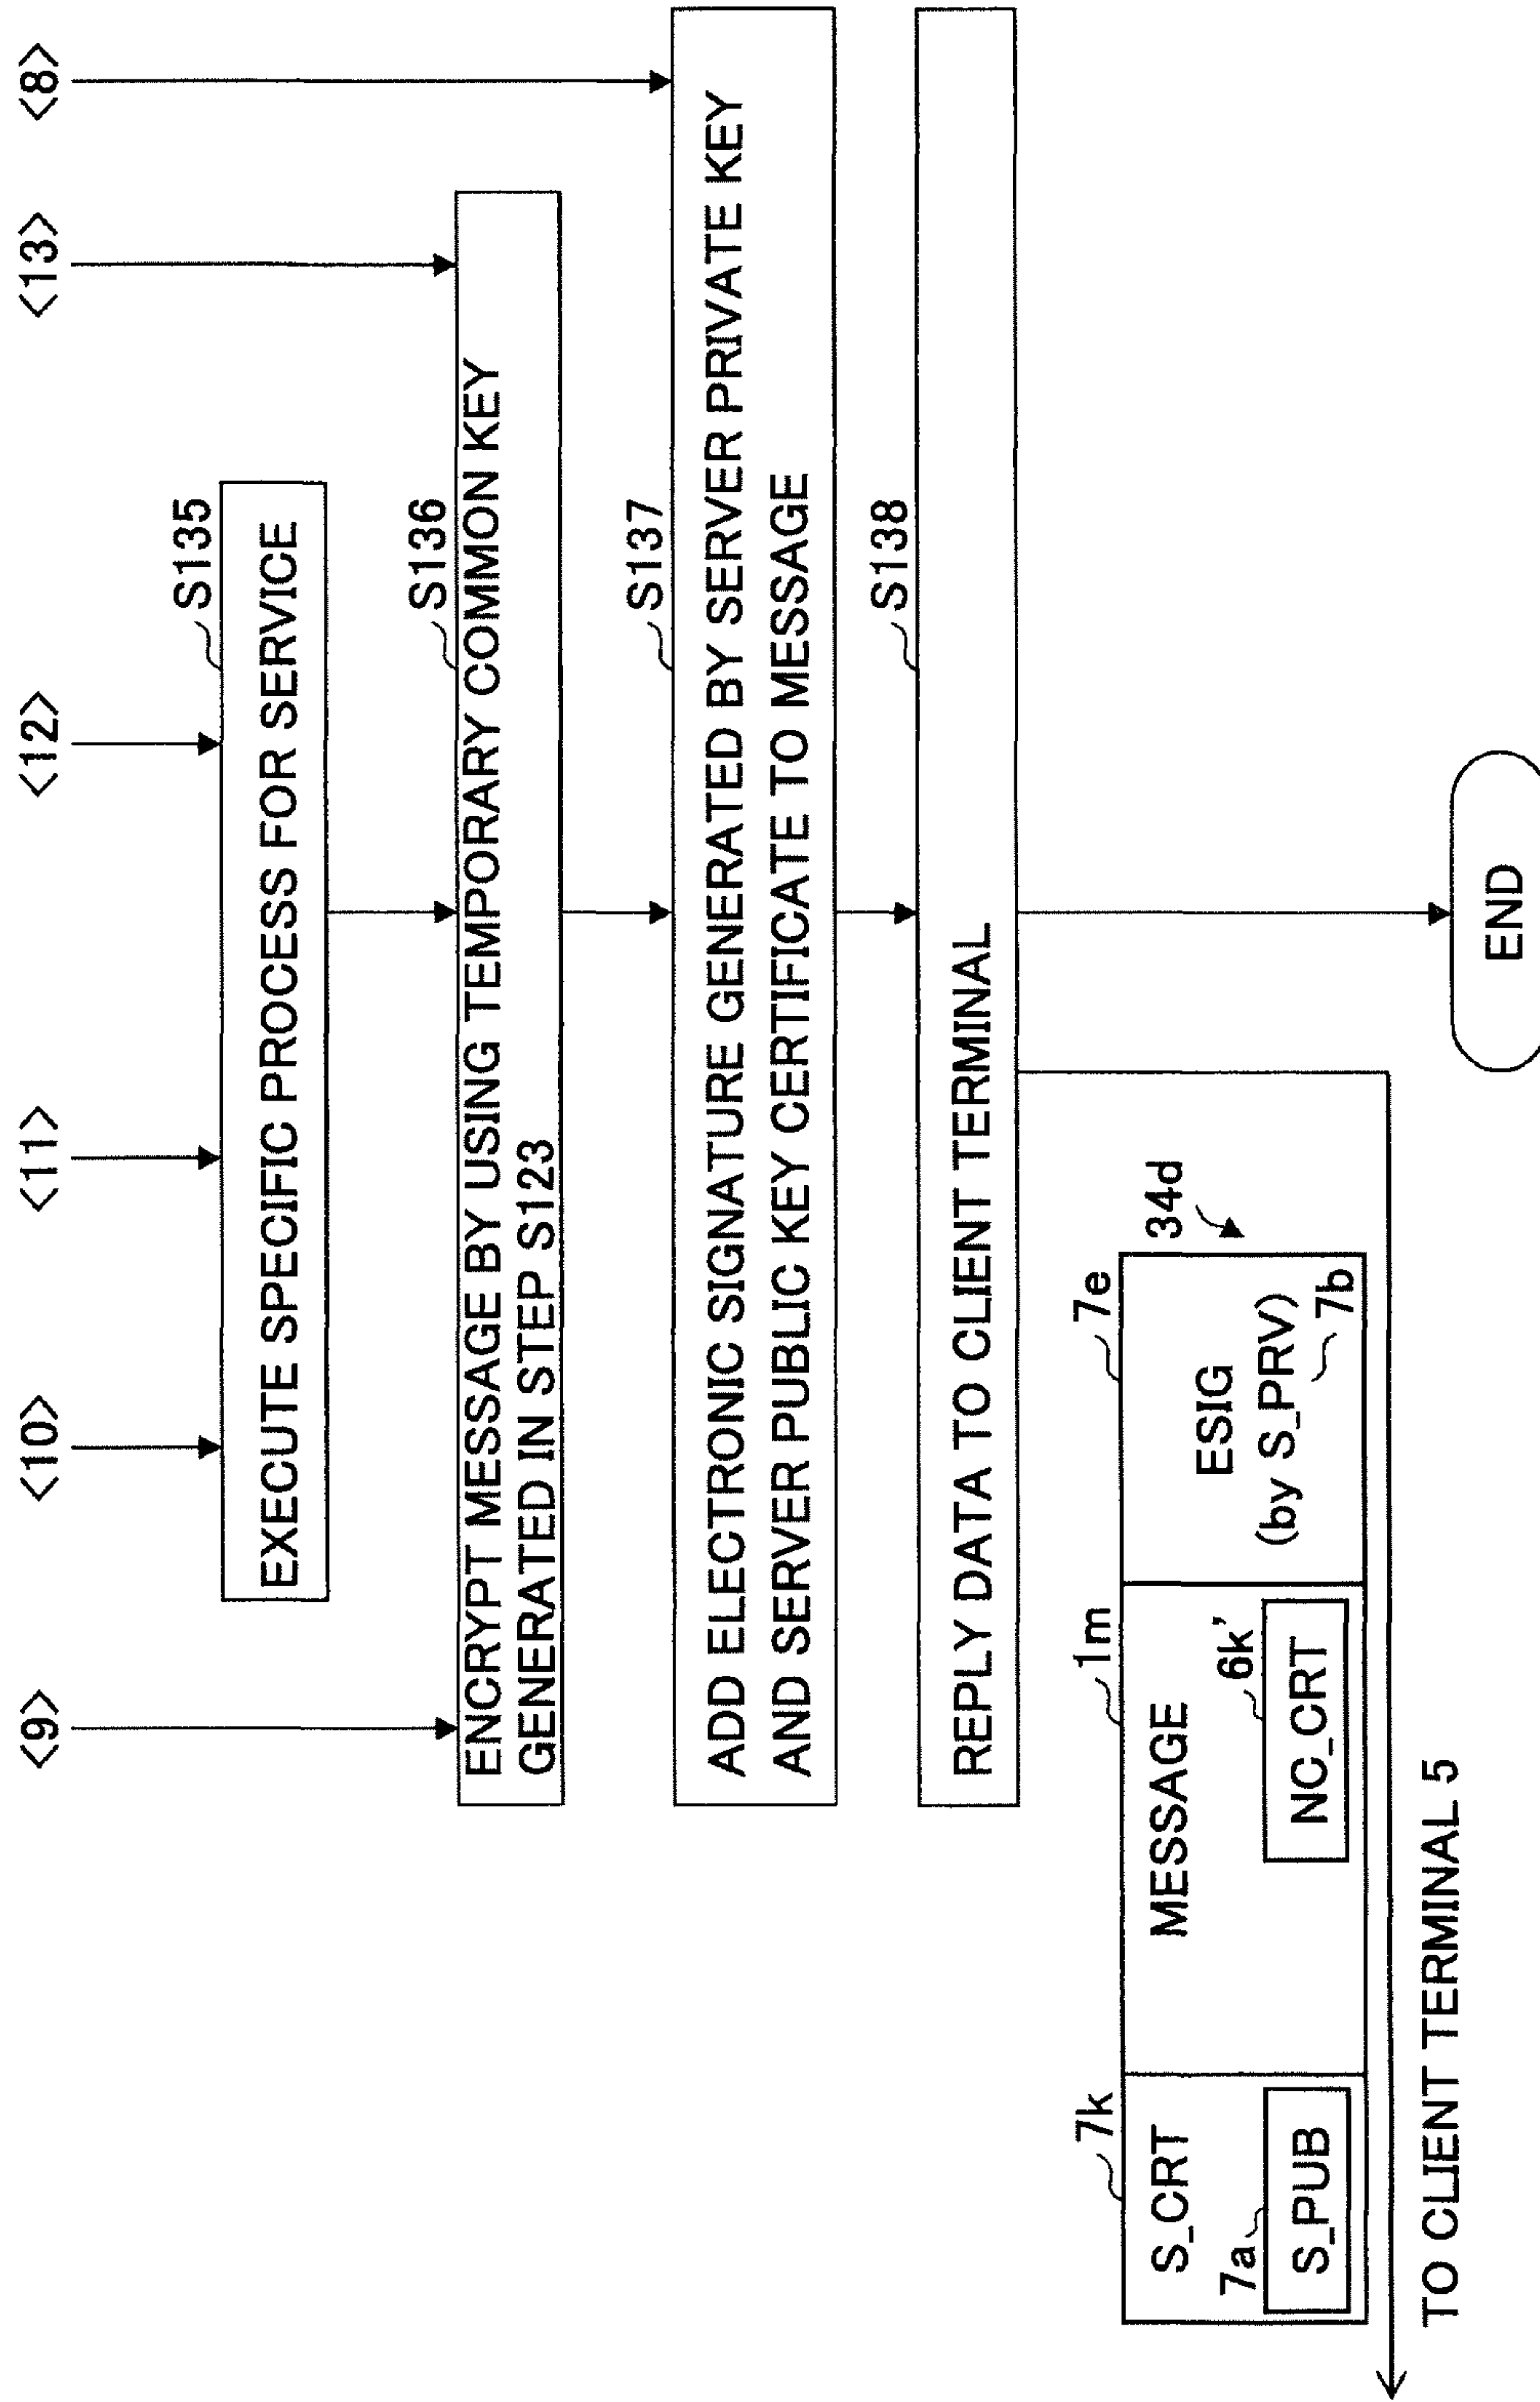 <9>
<10>
<11>
<12>
<13>
<8>
S135
EXECUTE SPECIFIC PROCESS FOR SERVICE
S136
ENCRYPT MESSAGE BY USING TEMPORARY COMMON KEY
GENERATED IN STEP S123
S137
ADD ELECTRONIC SIGNATURE GENERATED BY SERVER PRIVATE KEY
AND SERVER PUBLIC KEY CERTIFICATE TO MESSAGE
S138
REPLY DATA TO CLIENT TERMINAL
34d
7k
1m
7e
S_CRT
MESSAGE
ESIG
(by S_PRV)
7a
6k'
7b
S_PUB
NC_CRT
TO CLIENT TERMINAL 5
END